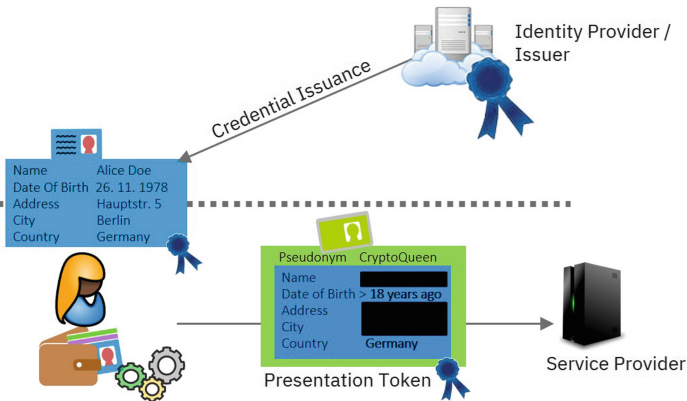 Identity Provider /
Issuer
Credential Issuance
Name Alice Doe
Date Of Birth 26. 11. 1978
Address Hauptstr. 5
City Berlin
Country Germany
Pseudonym CryptoQueen
Name
Date of Birth > 18 years ago
Address
City
Country Germany
Service Provider
Presentation Token